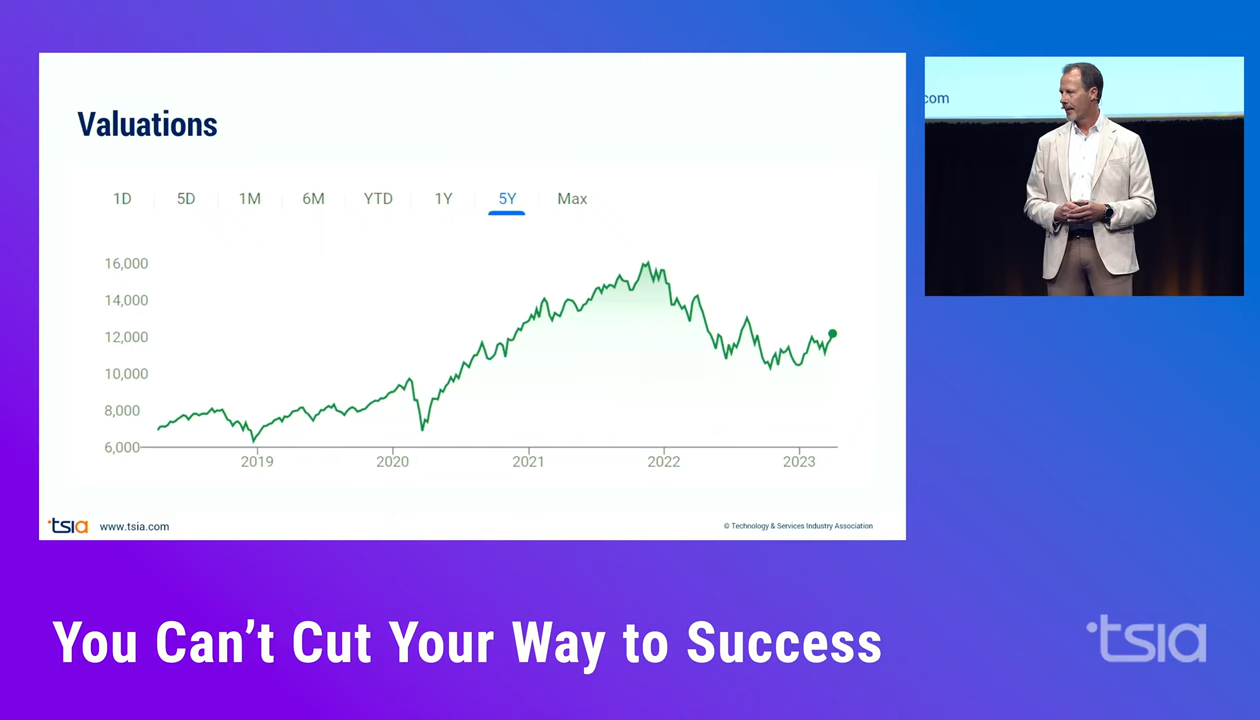 Valuations
1D 5D 1M 6M YTD 1Y 5Y Max
16,000
14,000
12,000
10,000
8,000
6,000
2019 2020 2021 2022 2023
tsia www.tsia.com © Technology & Services Industry Association
com
You Can’t Cut Your Way to Success
tsia